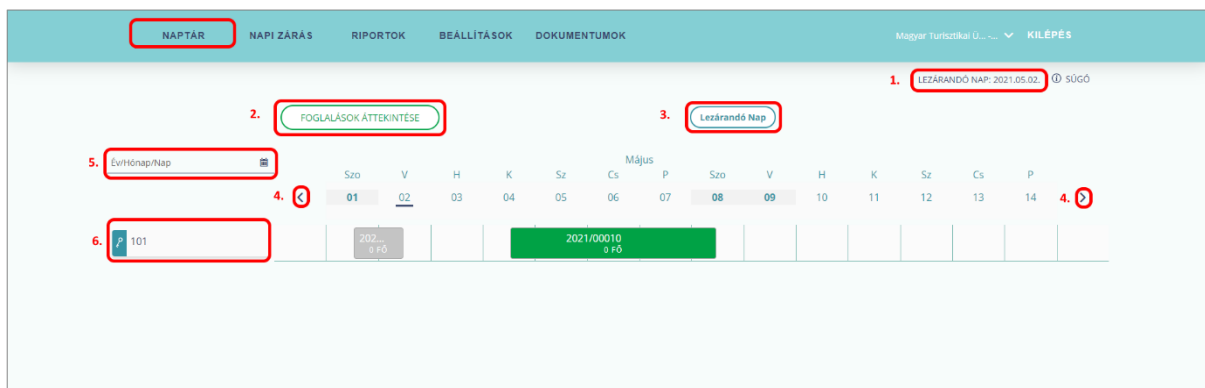 NAPTÁR NAPI ZÁRÁS RIPORTOK BEÁLLÍTÁSOK DOKUMENTUMOK Magyar Turisztikai Ü... -... KILÉPÉS
1. LEZÁRANDÓ NAP: 2021.05.02. SÚGÓ
2. FOGLALÁSOK ÁTTEKINTÉSE 3. Lezárandó Nap
5. Év/Hónap/Nap
Május
Szo V H K Sz Cs P Szo V H K Sz Cs P
4. 01 02 03 04 05 06 07 08 09 10 11 12 13 14 4.
6. 101
202...
0 FŐ
2021/00010
0 FŐ